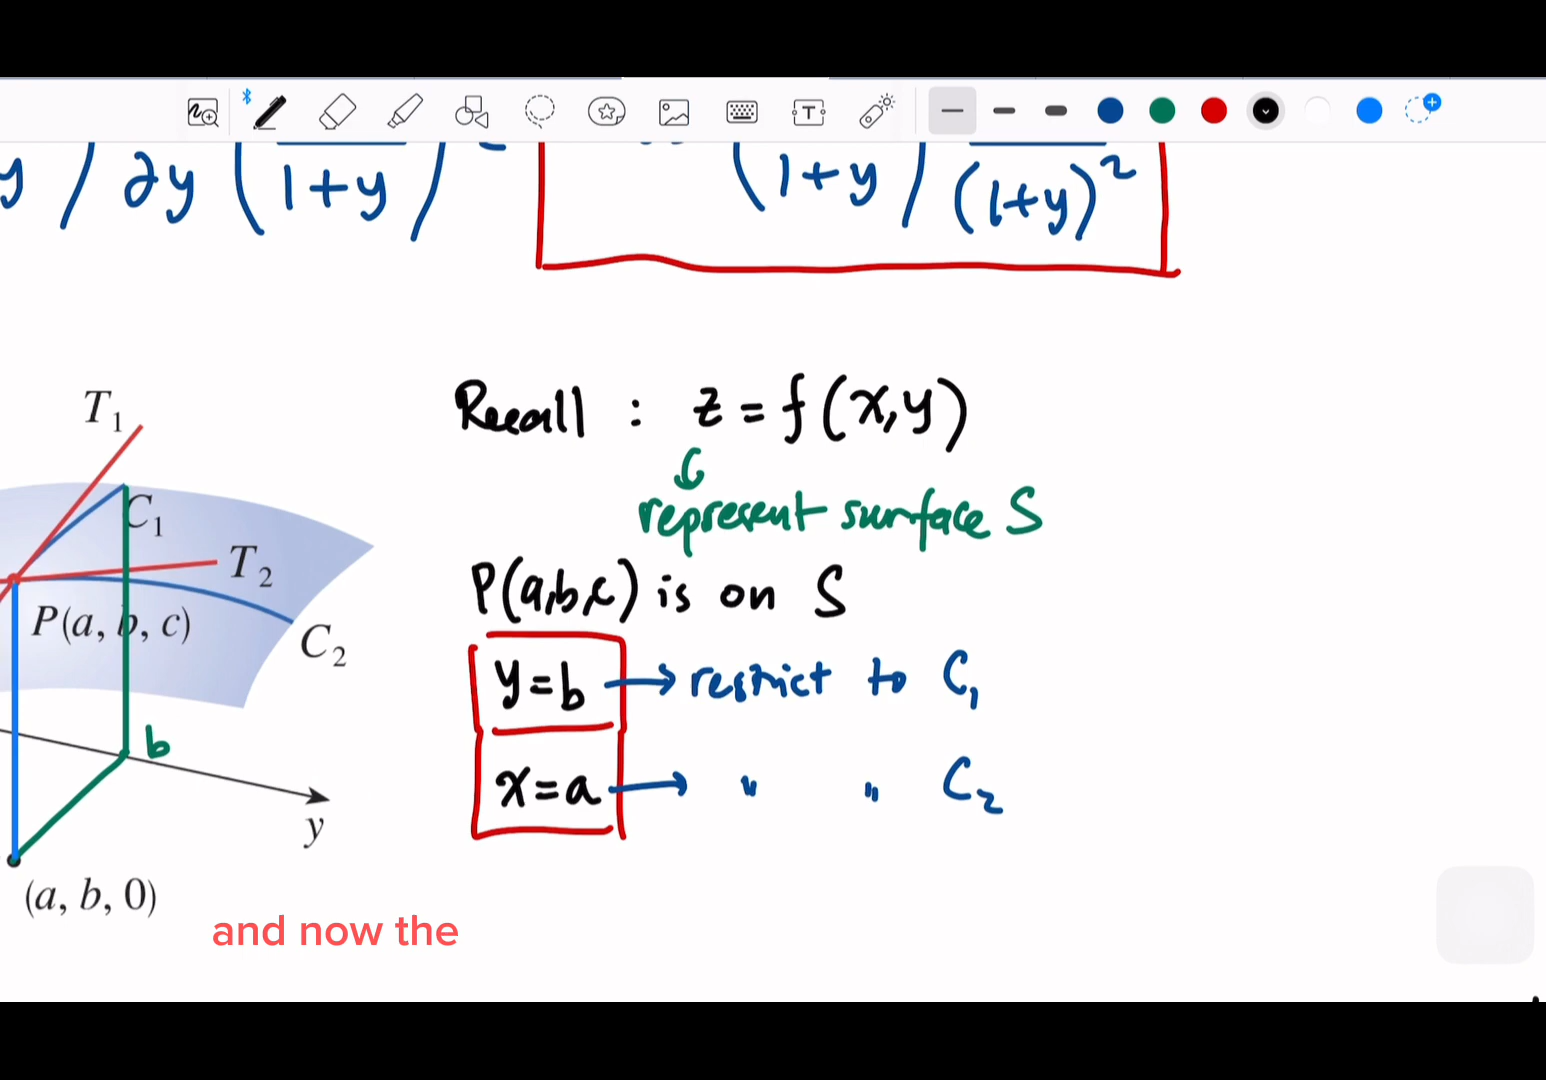 y) ∂y (1+y)
(1+y) (1+y)²
T₁
Recall : z = f(x,y)
C₁
represent surface S
T₂
P(a,b,c) is on S
P(a, b, c)
C₂
y=b → restrict to C₁
b
x=a → " " C₂
y
(a, b, 0)
and now the